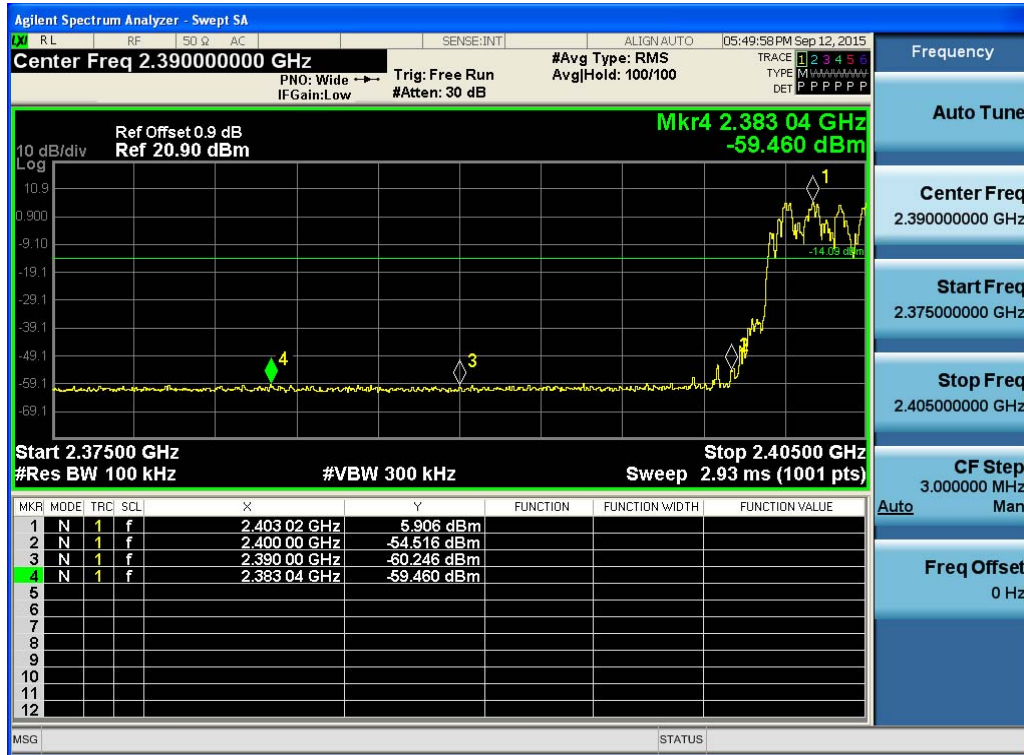 Agilent Spectrum Analyzer - Swept SA
LXI RL RF 50 Ω AC SENSE:INT ALIGN AUTO 05:49:58 PM Sep 12, 2015
Center Freq 2.390000000 GHz
PNO: Wide
IFGain:Low
Trig: Free Run
#Atten: 30 dB
#Avg Type: RMS
Avg|Hold: 100/100
TRACE 1 2 3 4 5 6
TYPE M
DET P P P P P P
Ref Offset 0.9 dB
10 dB/div Ref 20.90 dBm
Log
Mkr4 2.383 04 GHz
-59.460 dBm
10.9
0.900
-9.10
-19.1
-29.1
-39.1
-49.1
-59.1
-69.1
1
-14.09 dBm
4
3
Start 2.37500 GHz Stop 2.40500 GHz
#Res BW 100 kHz #VBW 300 kHz Sweep 2.93 ms (1001 pts)
MKR MODE TRC SCL X Y FUNCTION FUNCTION WIDTH FUNCTION VALUE
1 N 1 f 2.403 02 GHz 5.906 dBm
2 N 1 f 2.400 00 GHz -54.516 dBm
3 N 1 f 2.390 00 GHz -60.246 dBm
4 N 1 f 2.383 04 GHz -59.460 dBm
5
6
7
8
9
10
11
12
MSG STATUS
Frequency
Auto Tune
Center Freq
2.390000000 GHz
Start Freq
2.375000000 GHz
Stop Freq
2.405000000 GHz
CF Step
3.000000 MHz
Auto Man
Freq Offset
0 Hz